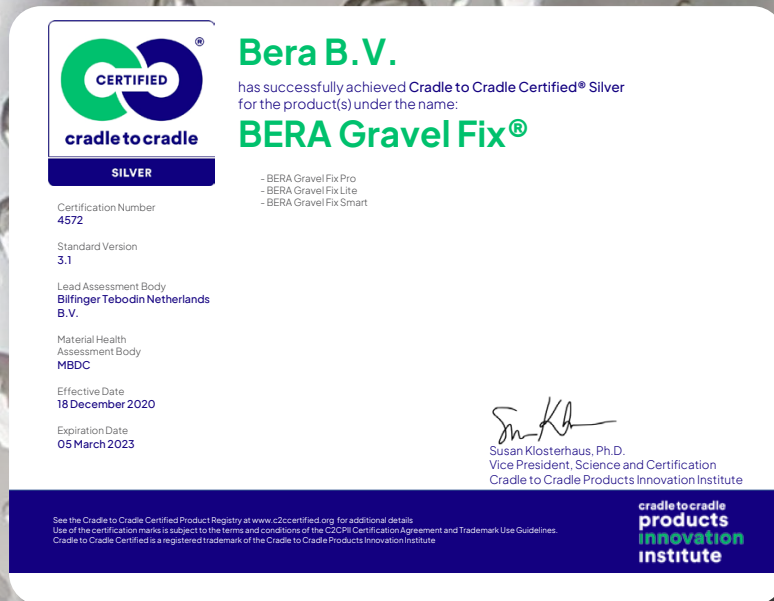 ®
CERTIFIED
cradle to cradle
SILVER
Certification Number
4572
Standard Version
3.1
Lead Assessment Body
Bilfinger Tebodin Netherlands
B.V.
Material Health
Assessment Body
MBDC
Effective Date
18 December 2020
Expiration Date
05 March 2023
Bera B.V.
has successfully achieved Cradle to Cradle Certified® Silver
for the product(s) under the name:
BERA Gravel Fix®
- BERA Gravel Fix Pro
- BERA Gravel Fix Lite
- BERA Gravel Fix Smart
Susan Klosterhaus, Ph.D.
Vice President, Science and Certification
Cradle to Cradle Products Innovation Institute
See the Cradle to Cradle Certified Product Registry at www.c2ccertified.org for additional details
Use of the certification marks is subject to the terms and conditions of the C2CPII Certification Agreement and Trademark Use Guidelines.
Cradle to Cradle Certified is a registered trademark of the Cradle to Cradle Products Innovation Institute
cradle to cradle
products
innovation
institute